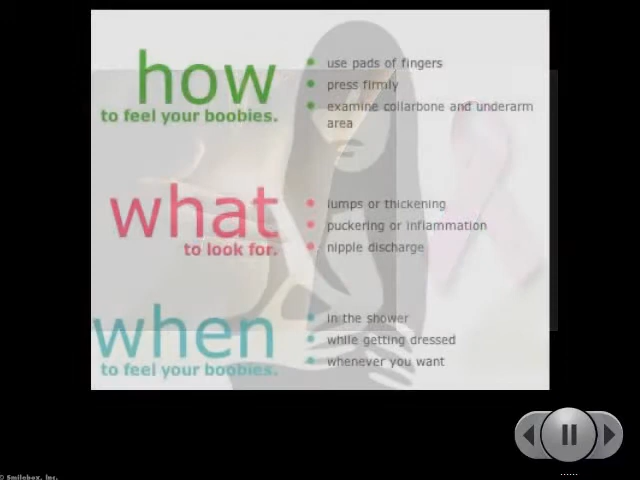 how
to feel your boobies.
use pads of fingers
press firmly
examine collarbone and underarm
area
what
to look for.
lumps or thickening
puckering or inflammation
nipple discharge
when
to feel your boobies.
in the shower
while getting dressed
whenever you want
© Smilebox, Inc.